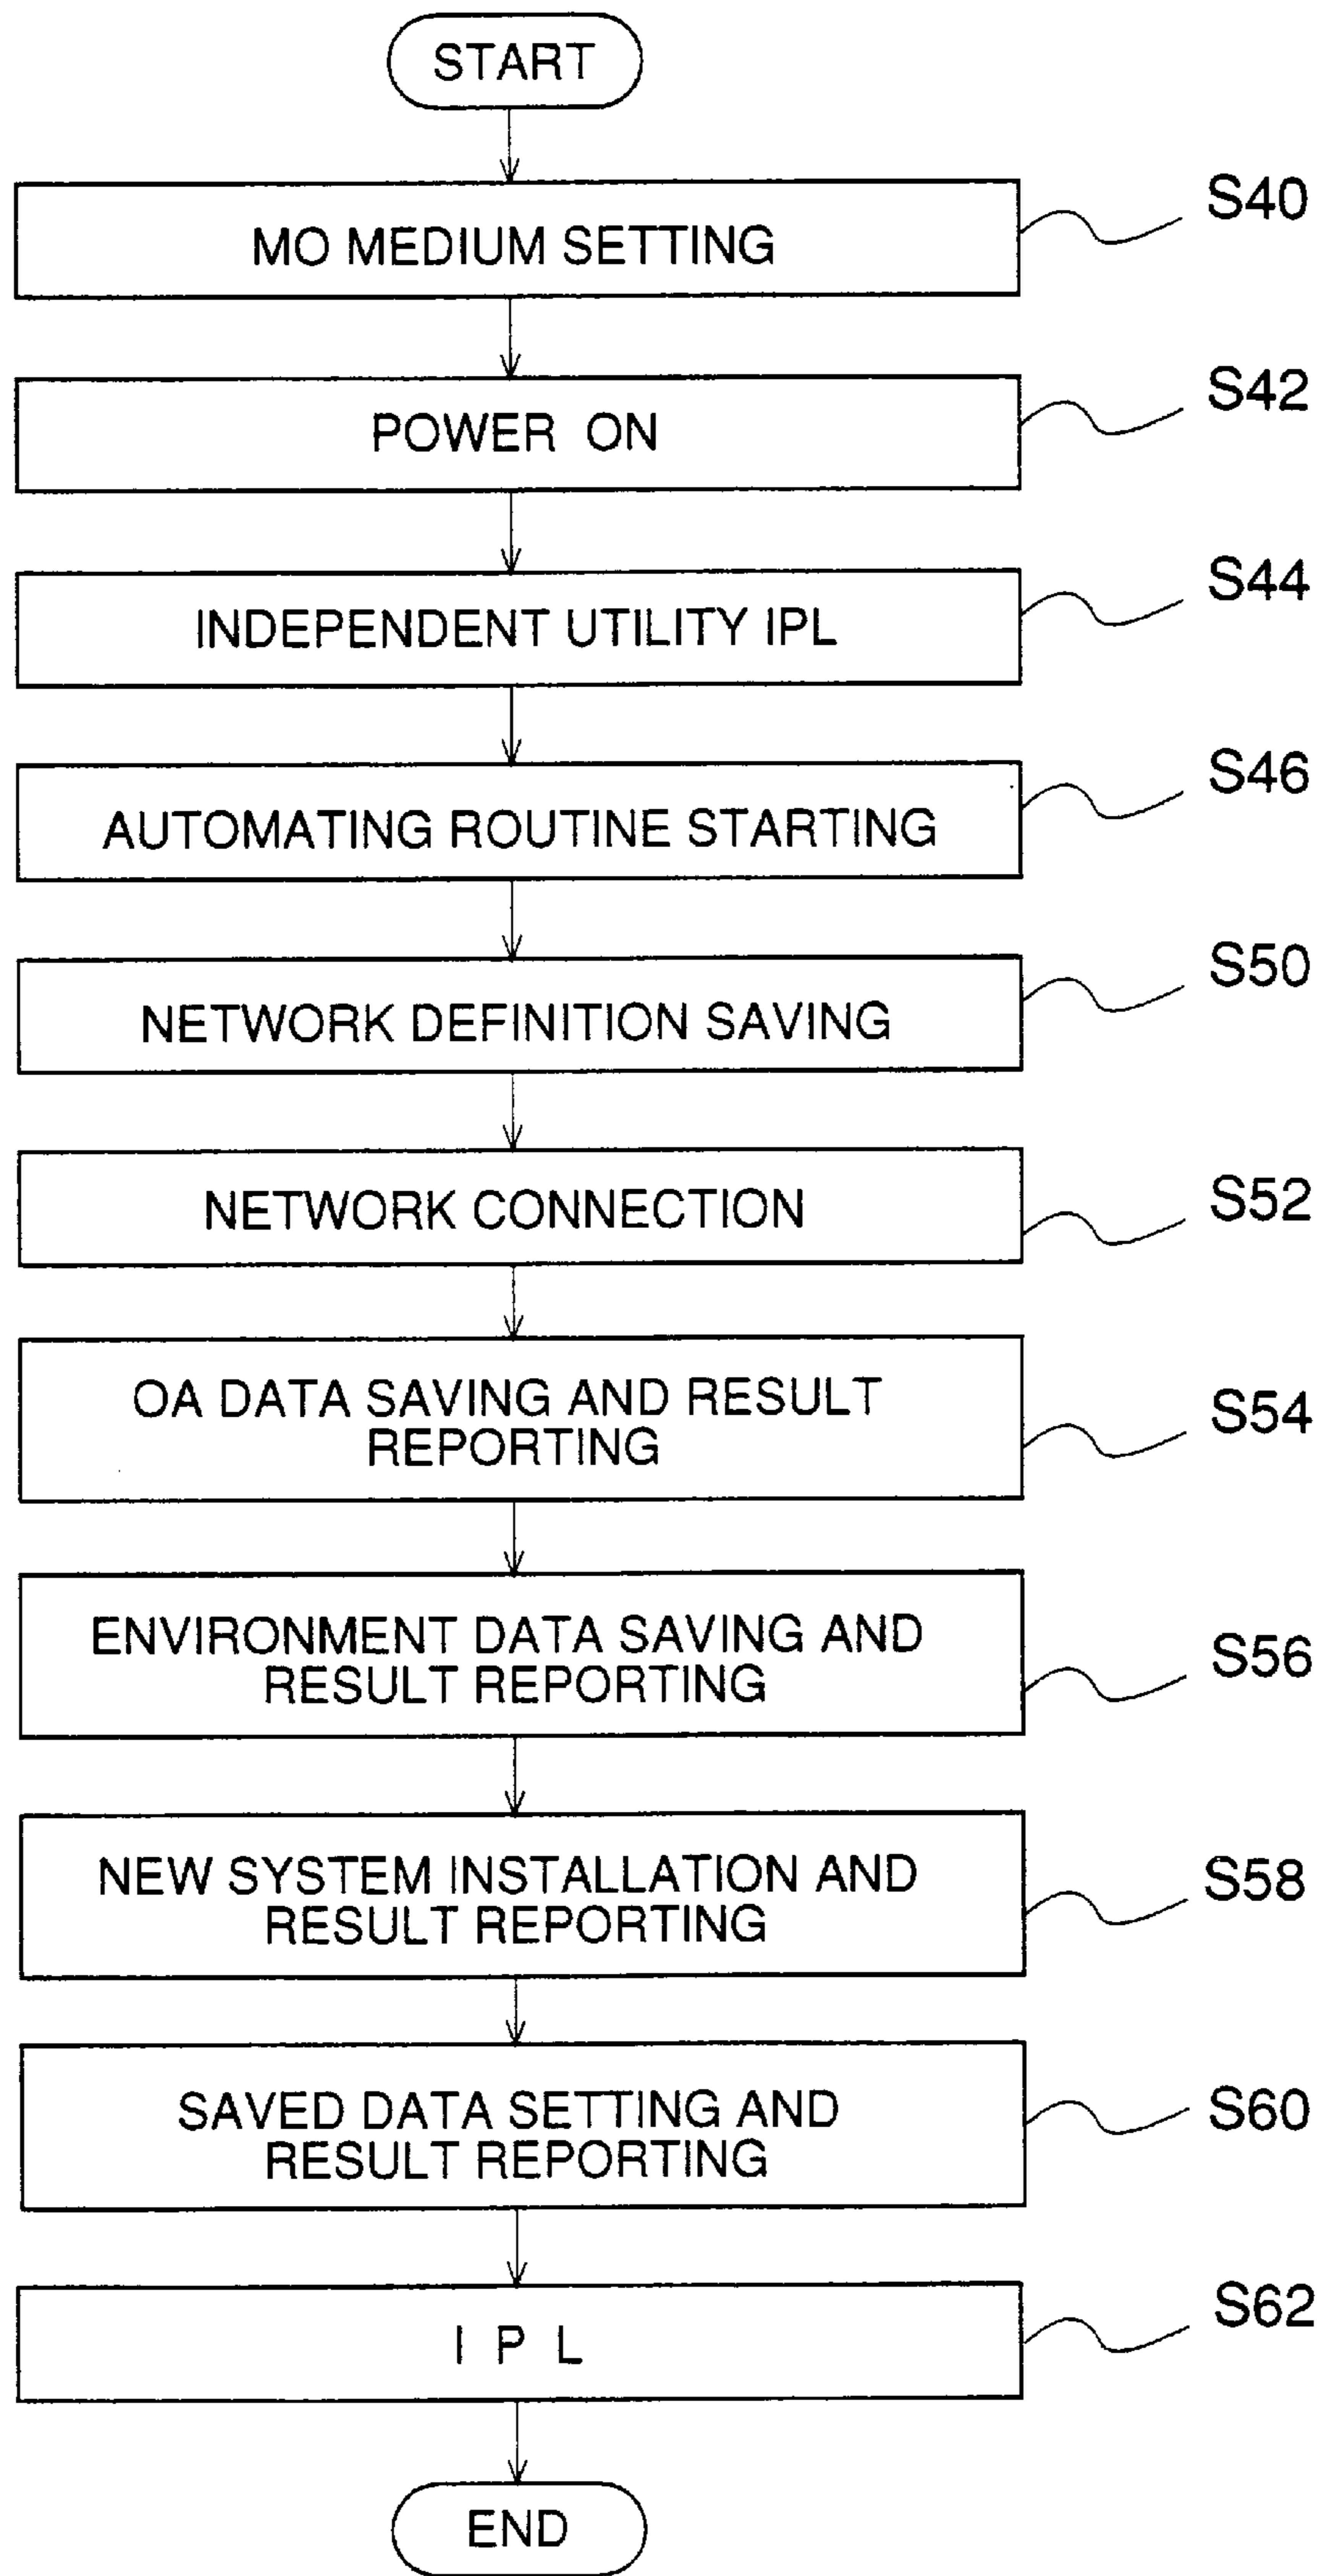 START
MO MEDIUM SETTING
S40
POWER ON
S42
INDEPENDENT UTILITY IPL
S44
AUTOMATING ROUTINE STARTING
S46
NETWORK DEFINITION SAVING
S50
NETWORK CONNECTION
S52
OA DATA SAVING AND RESULT
REPORTING
S54
ENVIRONMENT DATA SAVING AND
RESULT REPORTING
S56
NEW SYSTEM INSTALLATION AND
RESULT REPORTING
S58
SAVED DATA SETTING AND
RESULT REPORTING
S60
I P L
S62
END